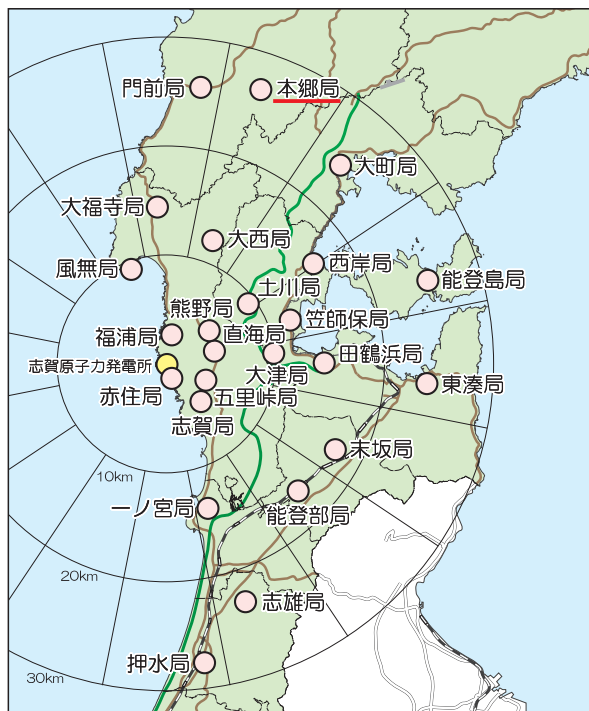 門前局
本郷局
大町局
大福寺局
大西局
風無局
西岸局
能登島局
土川局
熊野局
笠師保局
福浦局
直海局
志賀原子力発電所
大津局
田鶴浜局
赤住局
五里峠局
東湊局
志賀局
末坂局
10km
一ノ宮局
能登部局
20km
志雄局
押水局
30km